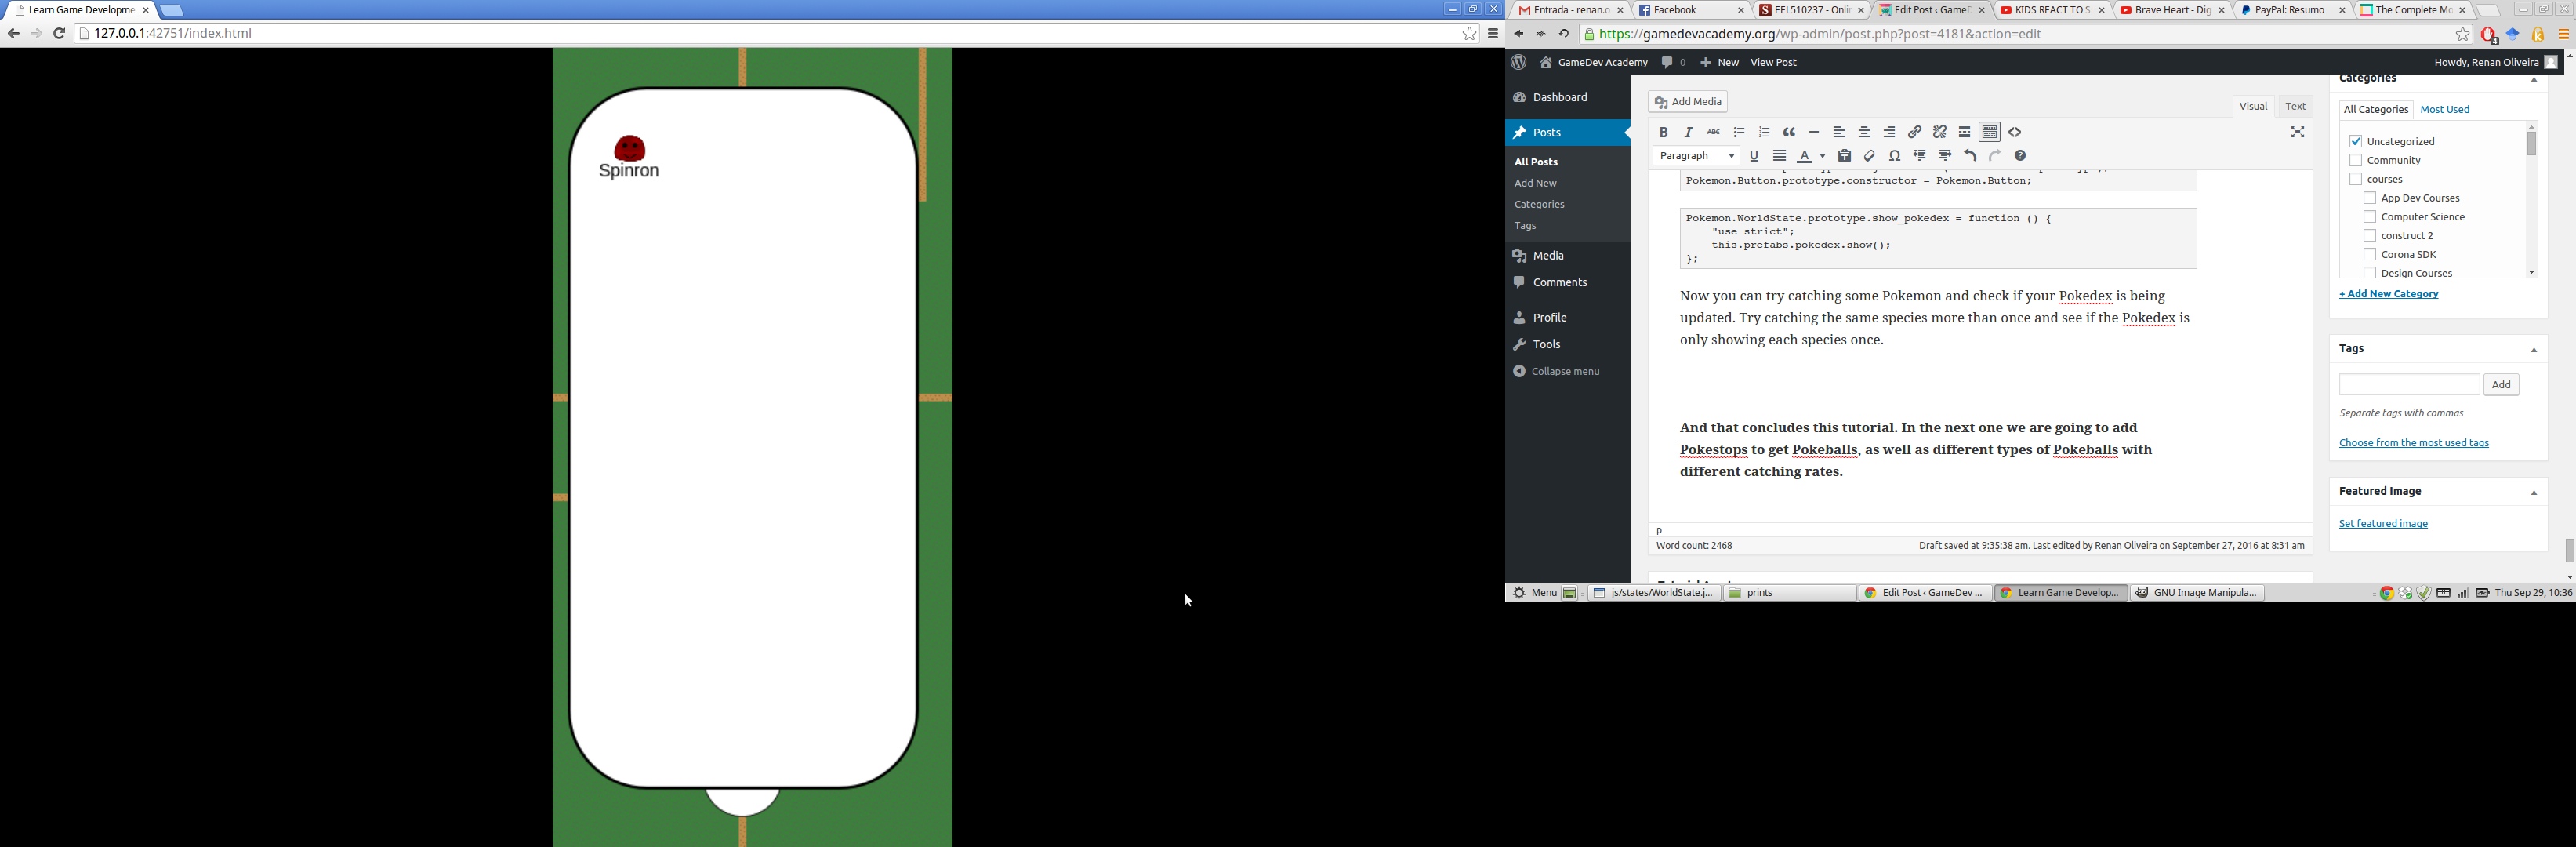 Learn Game Developme
127.0.0.1:42751/index.html
Spinron
Entrada - renan.o
Facebook
EEL510237 - Onli
Edit Post ‹ GameD
KIDS REACT TO S
Brave Heart - Dig
PayPal: Resumo
The Complete Mo
https://gamedevacademy.org/wp-admin/post.php?post=4181&action=edit
GameDev Academy
0
New
View Post
Howdy, Renan Oliveira
Dashboard
Posts
All Posts
Add New
Categories
Tags
Media
Comments
Profile
Tools
Collapse menu
Add Media
Visual
Text
Paragraph
Pokemon.Button.prototype.constructor = Pokemon.Button;
Pokemon.WorldState.prototype.show_pokedex = function () {
"use strict";
this.prefabs.pokedex.show();
};
Now you can try catching some Pokemon and check if your Pokedex is being
updated. Try catching the same species more than once and see if the Pokedex is
only showing each species once.
And that concludes this tutorial. In the next one we are going to add
Pokestops to get Pokeballs, as well as different types of Pokeballs with
different catching rates.
p
Word count: 2468
Draft saved at 9:35:38 am. Last edited by Renan Oliveira on September 27, 2016 at 8:31 am
Categories
All Categories
Most Used
Uncategorized
Community
courses
App Dev Courses
Computer Science
construct 2
Corona SDK
Design Courses
+ Add New Category
Tags
Add
Separate tags with commas
Choose from the most used tags
Featured Image
Set featured image
Menu
js/states/WorldState.j...
prints
Edit Post ‹ GameDev ...
Learn Game Develop...
GNU Image Manipula...
Thu Sep 29, 10:36